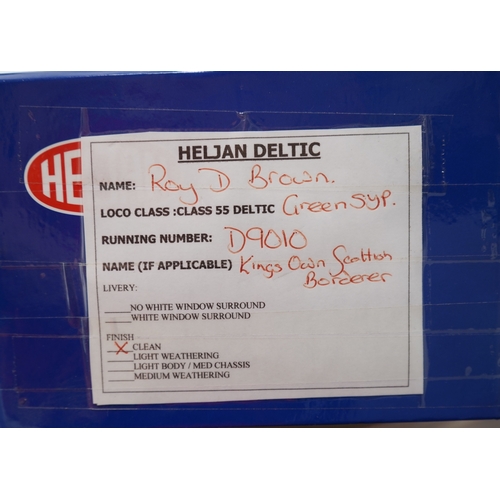 HELJAN DELTIC
HE
NAME: Roy D Brown.
LOCO CLASS :CLASS 55 DELTIC Green syp.
RUNNING NUMBER: D9010
NAME (IF APPLICABLE) Kings Own Scottish
Borderer
LIVERY:
NO WHITE WINDOW SURROUND
WHITE WINDOW SURROUND
FINISH
X CLEAN
LIGHT WEATHERING
LIGHT BODY / MED CHASSIS
MEDIUM WEATHERING